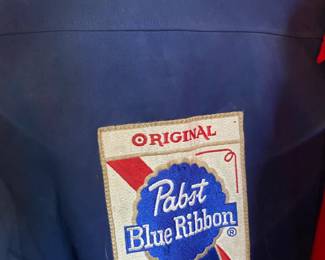 ORIGINAL
Pabst
Blue Ribbon
®